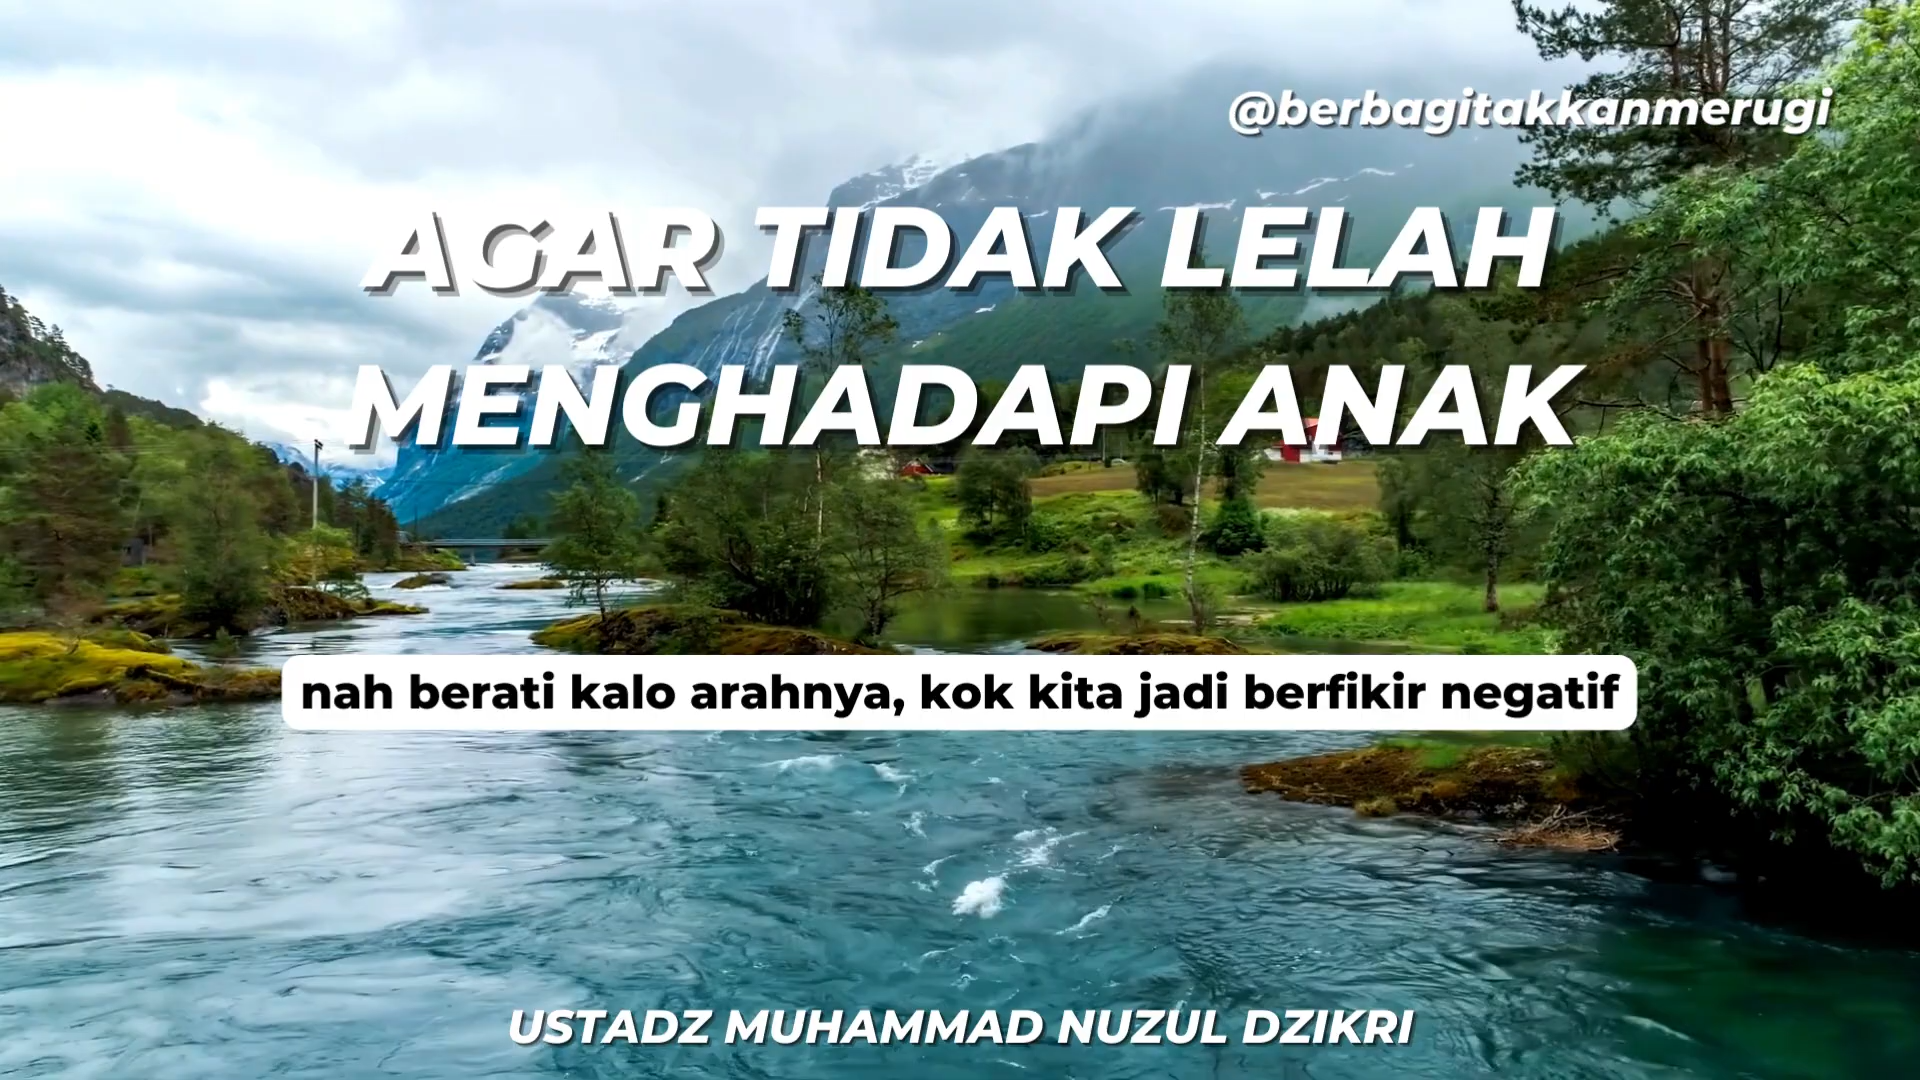 @berbagitakkanmerugi
AGAR TIDAK LELAH
MENGHADAPI ANAK
nah berati kalo arahnya, kok kita jadi berfikir negatif
USTADZ MUHAMMAD NUZUL DZIKRI